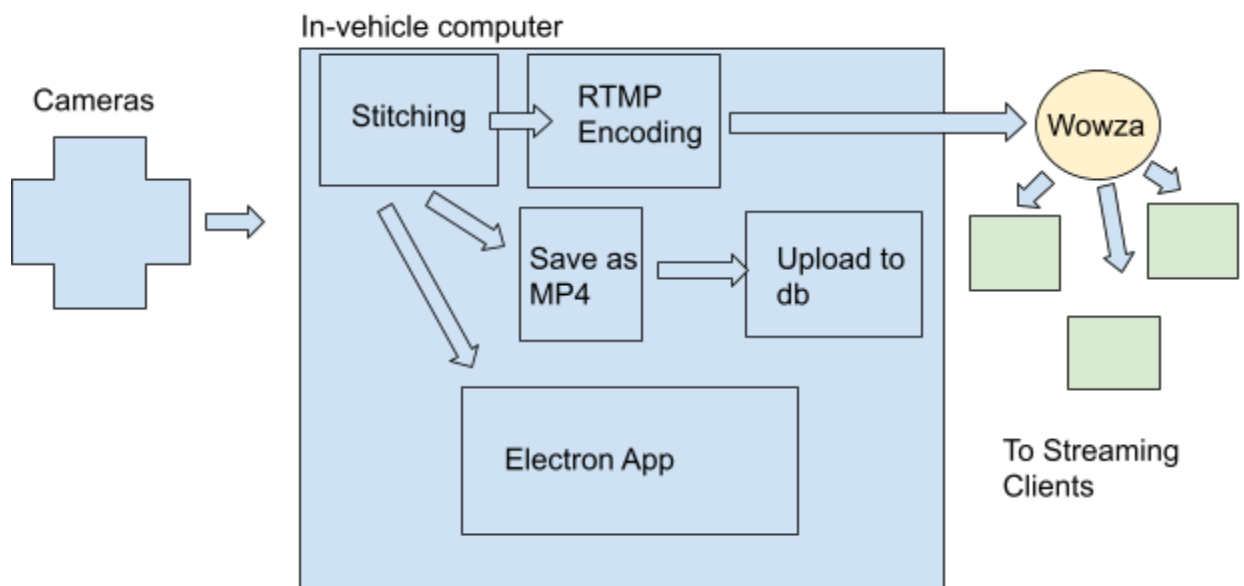 In-vehicle computer
Cameras
Stitching
RTMP
Encoding
Wowza
Save as
MP4
Upload to
db
Electron App
To Streaming
Clients